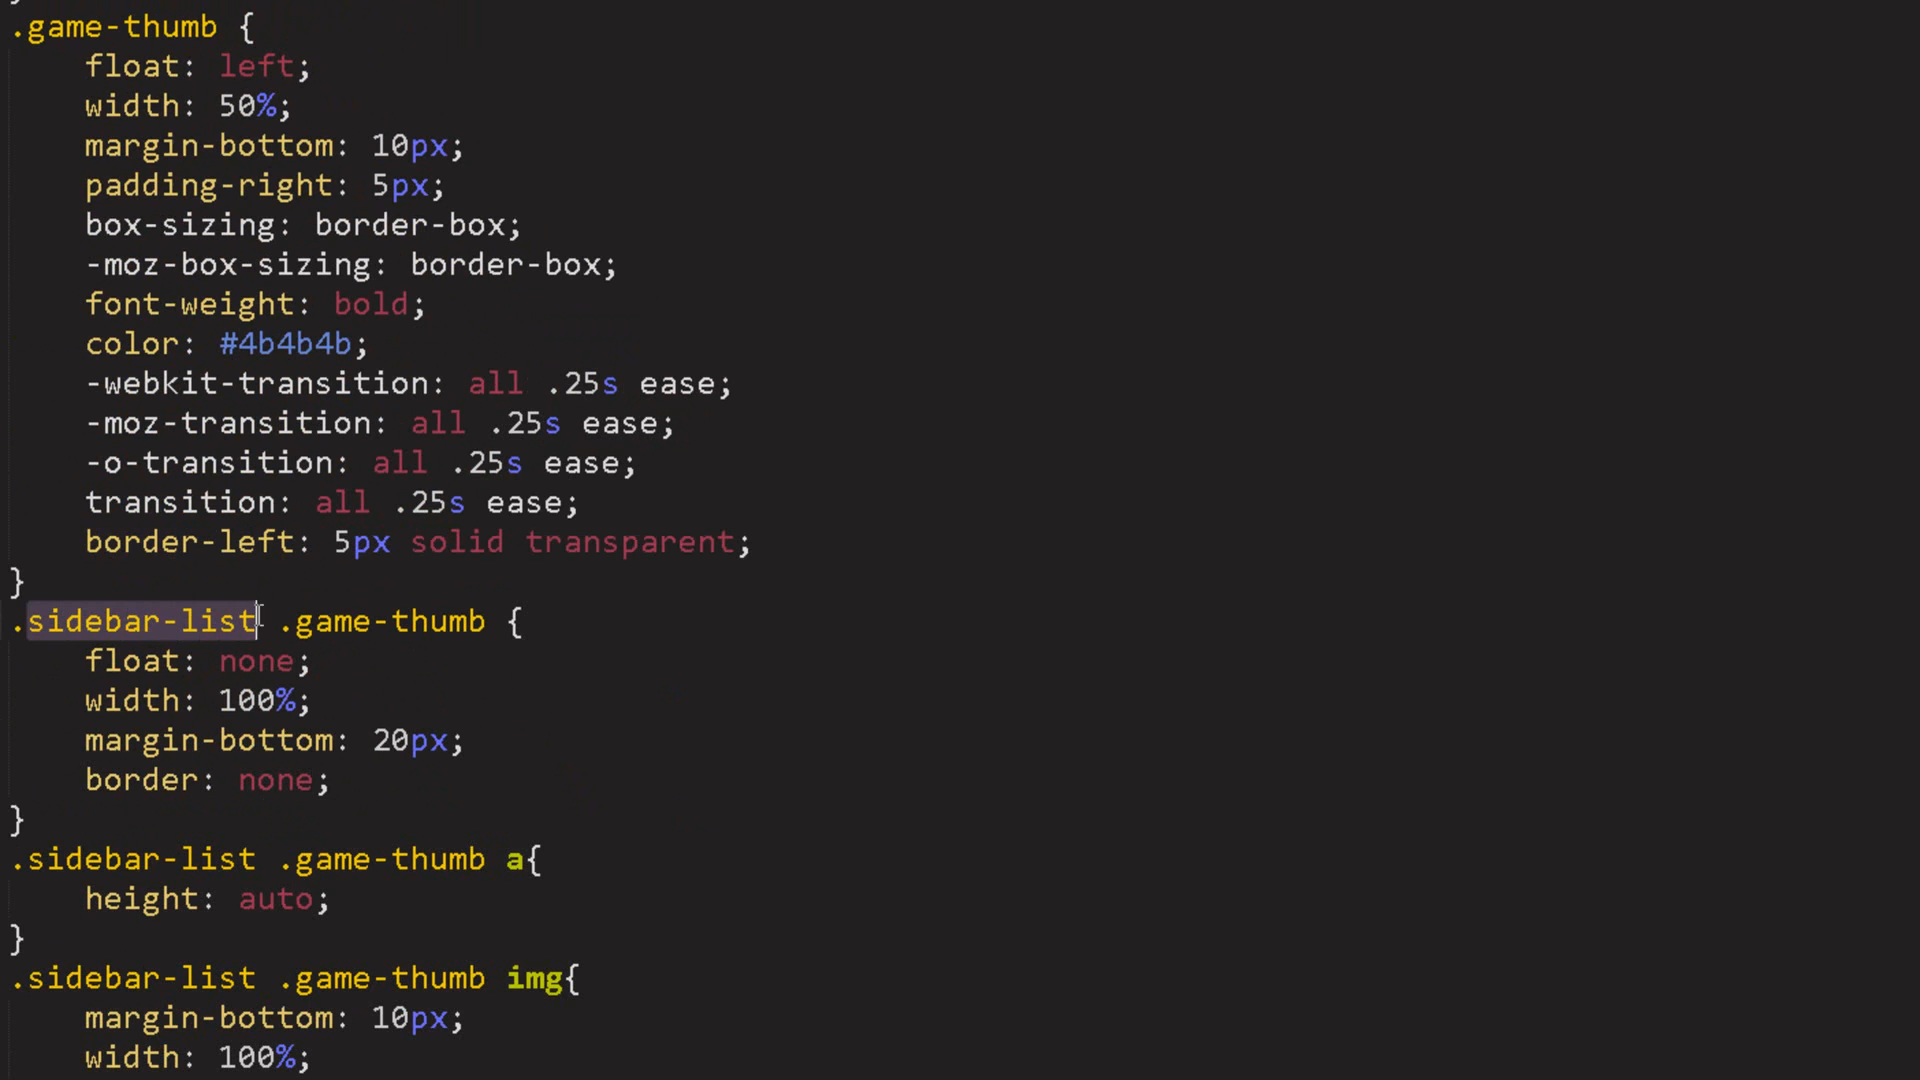 .game-thumb {
float: left;
width: 50%;
margin-bottom: 10px;
padding-right: 5px;
box-sizing: border-box;
-moz-box-sizing: border-box;
font-weight: bold;
color: #4b4b4b;
-webkit-transition: all .25s ease;
-moz-transition: all .25s ease;
-o-transition: all .25s ease;
transition: all .25s ease;
border-left: 5px solid transparent;
}
.sidebar-list .game-thumb {
float: none;
width: 100%;
margin-bottom: 20px;
border: none;
}
.sidebar-list .game-thumb a{
height: auto;
}
.sidebar-list .game-thumb img{
margin-bottom: 10px;
width: 100%;